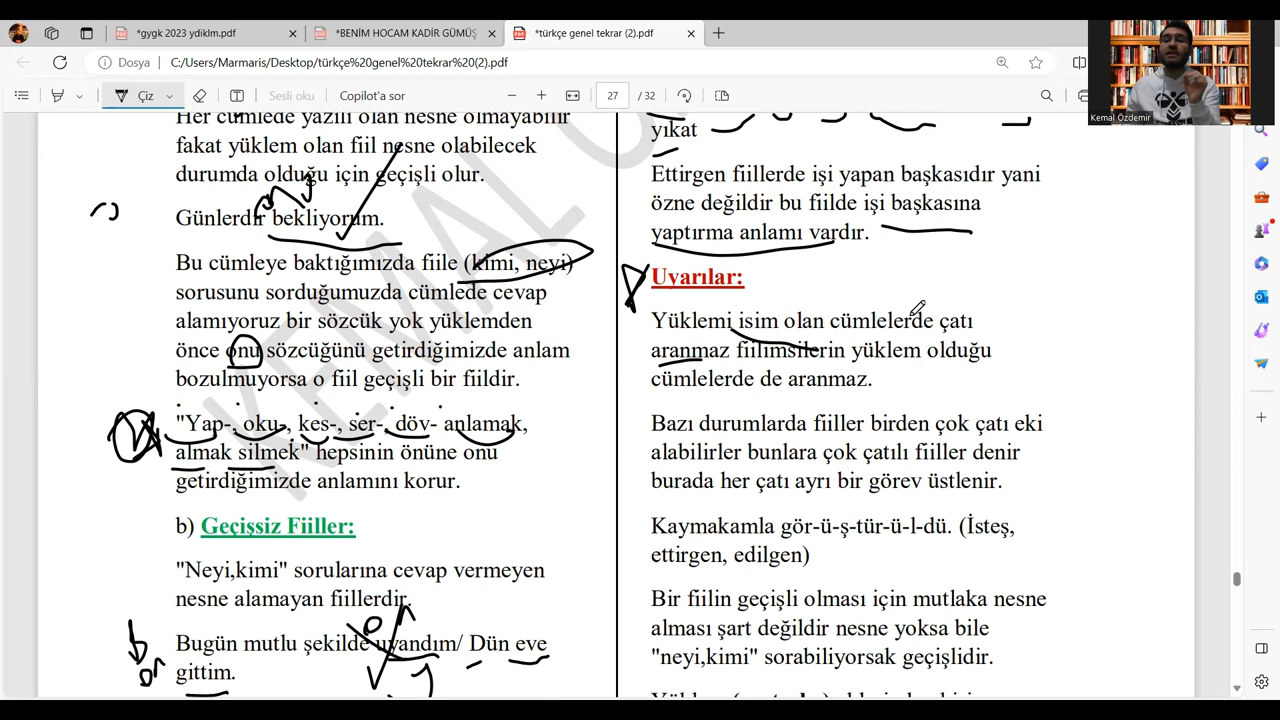 *gygk 2023 ydiklm.pdf
*BENİM HOCAM KADİR GÜMÜŞ
*türkçe genel tekrar (2).pdf
Dosya
C:/Users/Marmaris/Desktop/türkçe%20genel%20tekrar%20(2).pdf
Çiz
Sesli oku
Copilot'a sor
27 / 32
Kemal Özdemir
Her cümlede yazılı olan nesne olmayabilir
fakat yüklem olan fiil nesne olabilecek
durumda olduğu için geçişli olur.
Günlerdir bekliyorum.
Bu cümleye baktığımızda fiile (kimi, neyi)
sorusunu sorduğumuzda cümlede cevap
alamıyoruz bir sözcük yok yüklemden
önce onu sözcüğünü getirdiğimizde anlam
bozulmuyorsa o fiil geçişli bir fiildir.
"Yap-, oku-, kes-, ser-, döv- anlamak,
almak silmek" hepsinin önüne onu
getirdiğimizde anlamını korur.
b) Geçişsiz Fiiller:
"Neyi,kimi" sorularına cevap vermeyen
nesne alamayan fiillerdir.
Bugün mutlu şekilde uyandım/ Dün eve
gittim.
KEMAL
yıkat
Ettirgen fiillerde işi yapan başkasıdır yani
özne değildir bu fiilde işi başkasına
yaptırma anlamı vardır.
Uyarılar:
Yüklemi isim olan cümlelerde çatı
aranmaz fiilimsilerin yüklem olduğu
cümlelerde de aranmaz.
Bazı durumlarda fiiller birden çok çatı eki
alabilirler bunlara çok çatılı fiiller denir
burada her çatı ayrı bir görev üstlenir.
Kaymakamla gör-ü-ş-tür-ü-l-dü. (İsteş,
ettirgen, edilgen)
Bir fiilin geçişli olması için mutlaka nesne
alması şart değildir nesne yoksa bile
"neyi,kimi" sorabiliyorsak geçişlidir.